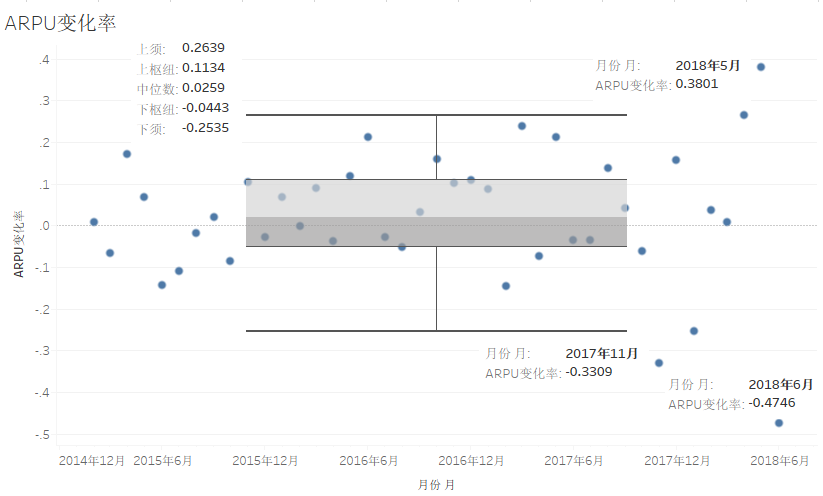 ARPU变化率
上须: 0.2639
上枢纽: 0.1134
中位数: 0.0259
下枢纽: -0.0443
下须: -0.2535
月份 月: 2018年5月
ARPU变化率: 0.3801
.4
.3
.2
.1
.0
-.1
-.2
-.3
-.4
-.5
ARPU变化率
月份 月: 2017年11月
ARPU变化率: -0.3309
月份 月: 2018年6月
ARPU变化率: -0.4746
2014年12月 2015年6月 2015年12月 2016年6月 2016年12月 2017年6月 2017年12月 2018年6月
月份 月